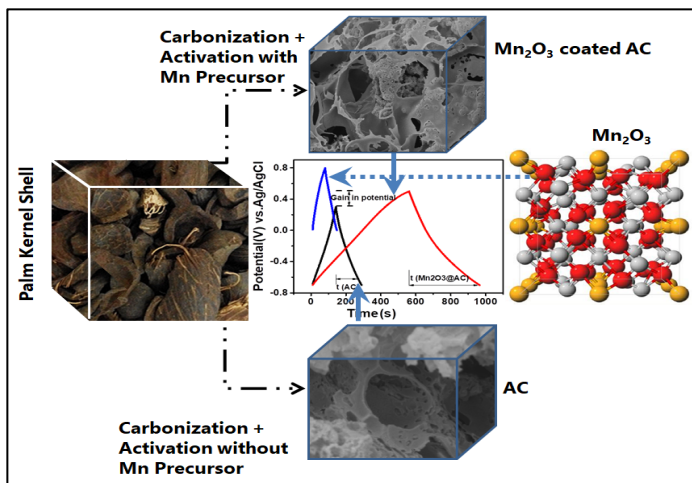 Carbonization +
Activation with
Mn Precursor
Mn₂O₃ coated AC
Mn₂O₃
Palm Kernel Shell
Potential(V) vs.Ag/AgCl
0.8
0.4
0.0
-0.4
-0.8
Gain in potential
t (AC)
t (Mn2O3@AC)
0 200 400 600 800 1000
Time(s)
AC
Carbonization +
Activation without
Mn Precursor